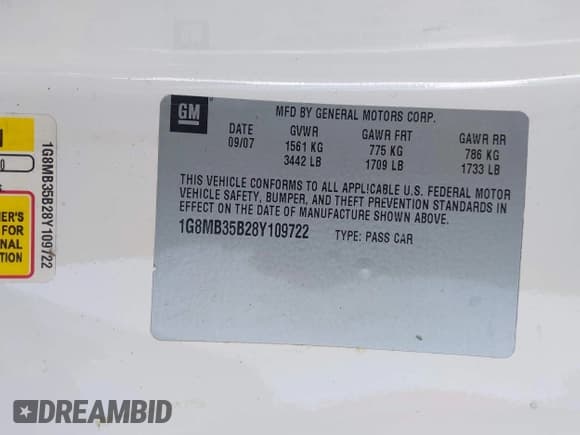 GM
MFD BY GENERAL MOTORS CORP.
DATE GVWR GAWR FRT GAWR RR
09/07 1561 KG 775 KG 786 KG
3442 LB 1709 LB 1733 LB
THIS VEHICLE CONFORMS TO ALL APPLICABLE U.S. FEDERAL MOTOR
VEHICLE SAFETY, BUMPER, AND THEFT PREVENTION STANDARDS IN
EFFECT ON THE DATE OF MANUFACTURE SHOWN ABOVE.
1G8MB35B28Y109722 TYPE: PASS CAR
1G8MB35B28Y109722
FOR
DREAMBID